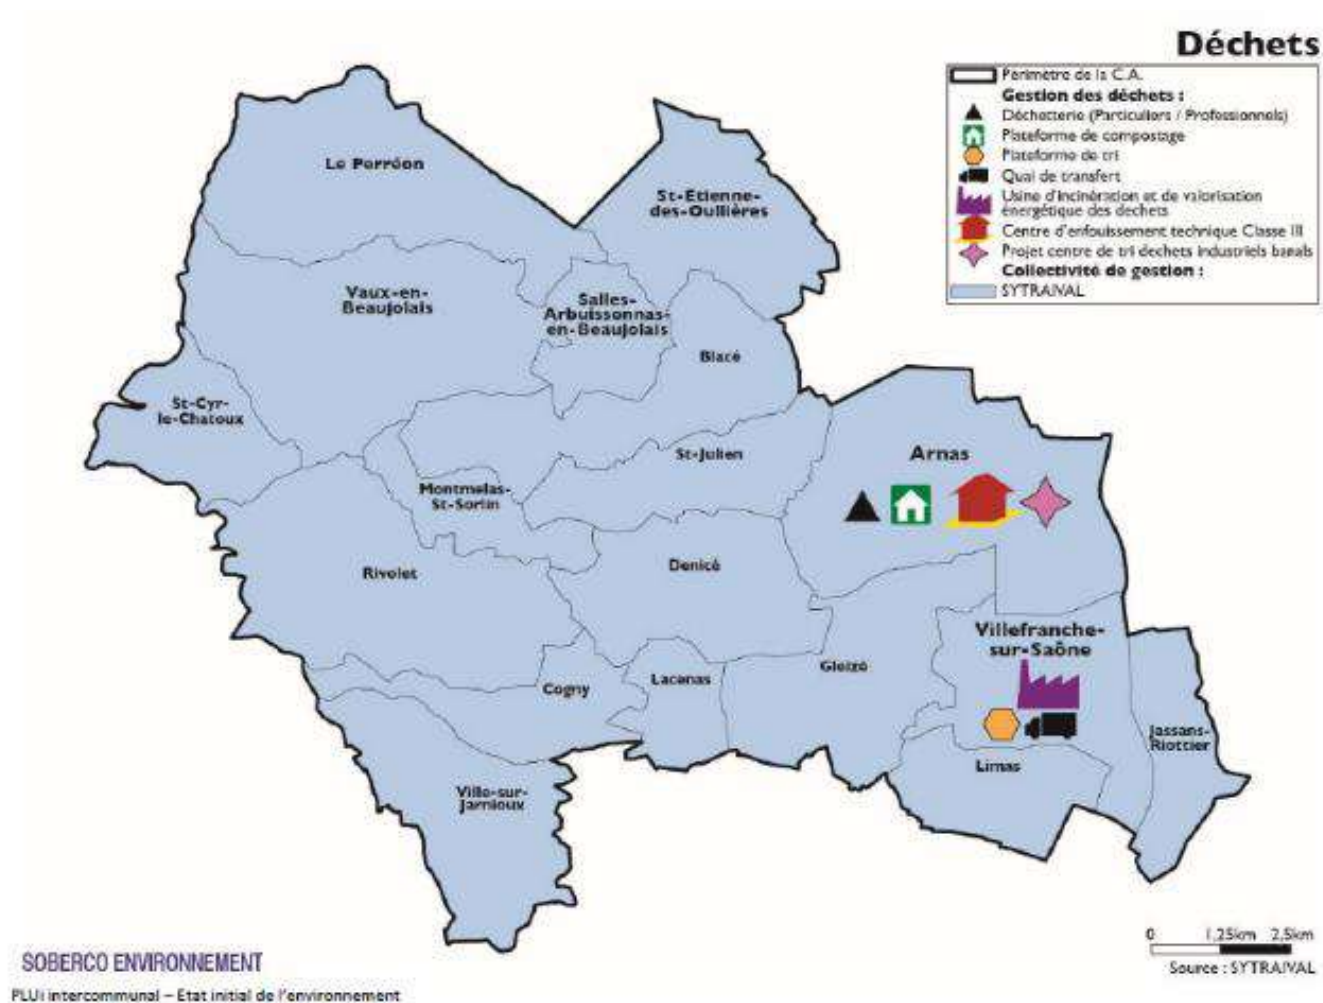 Déchets
Périmètre de la C.A.
Gestion des déchets :
Déchetterie (Particuliers / Professionnels)
Plateforme de compostage
Plateforme de tri
Quai de transfert
Usine d'incinération et de valorisation
énergétique des dechets
Centre d'enfouissement technique Classe III
Projet centre de tri dechets industriels banals
Collectivité de gestion :
SYTRAIVAL
Le Perréon
St-Etienne-
des-Oullières
Vaux-en-
Beaujolais
Salles-
Arbuissonnas-
en-Beaujolais
Blacé
St-Cyr-
le-Chatoux
St-Julien
Arnas
Montmelas-
St-Sorlin
Rivolet
Denicé
Villefranche-
sur-Saône
Gleizé
Lacenas
Cogny
Jassans-
Riottier
Limas
Ville-sur-
Jarnioux
0 1,25km 2,5km
Source : SYTRAIVAL
SOBERCO ENVIRONNEMENT
PLUi intercommunal – Etat initial de l'environnement